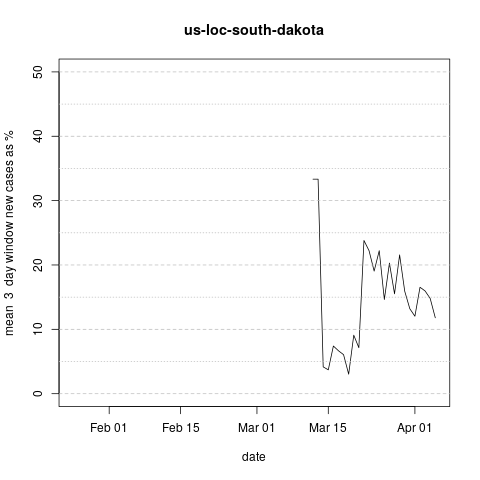 us-loc-south-dakota
mean 3 day window new cases as %
50
40
30
20
10
0
Feb 01
Feb 15
Mar 01
Mar 15
Apr 01
date